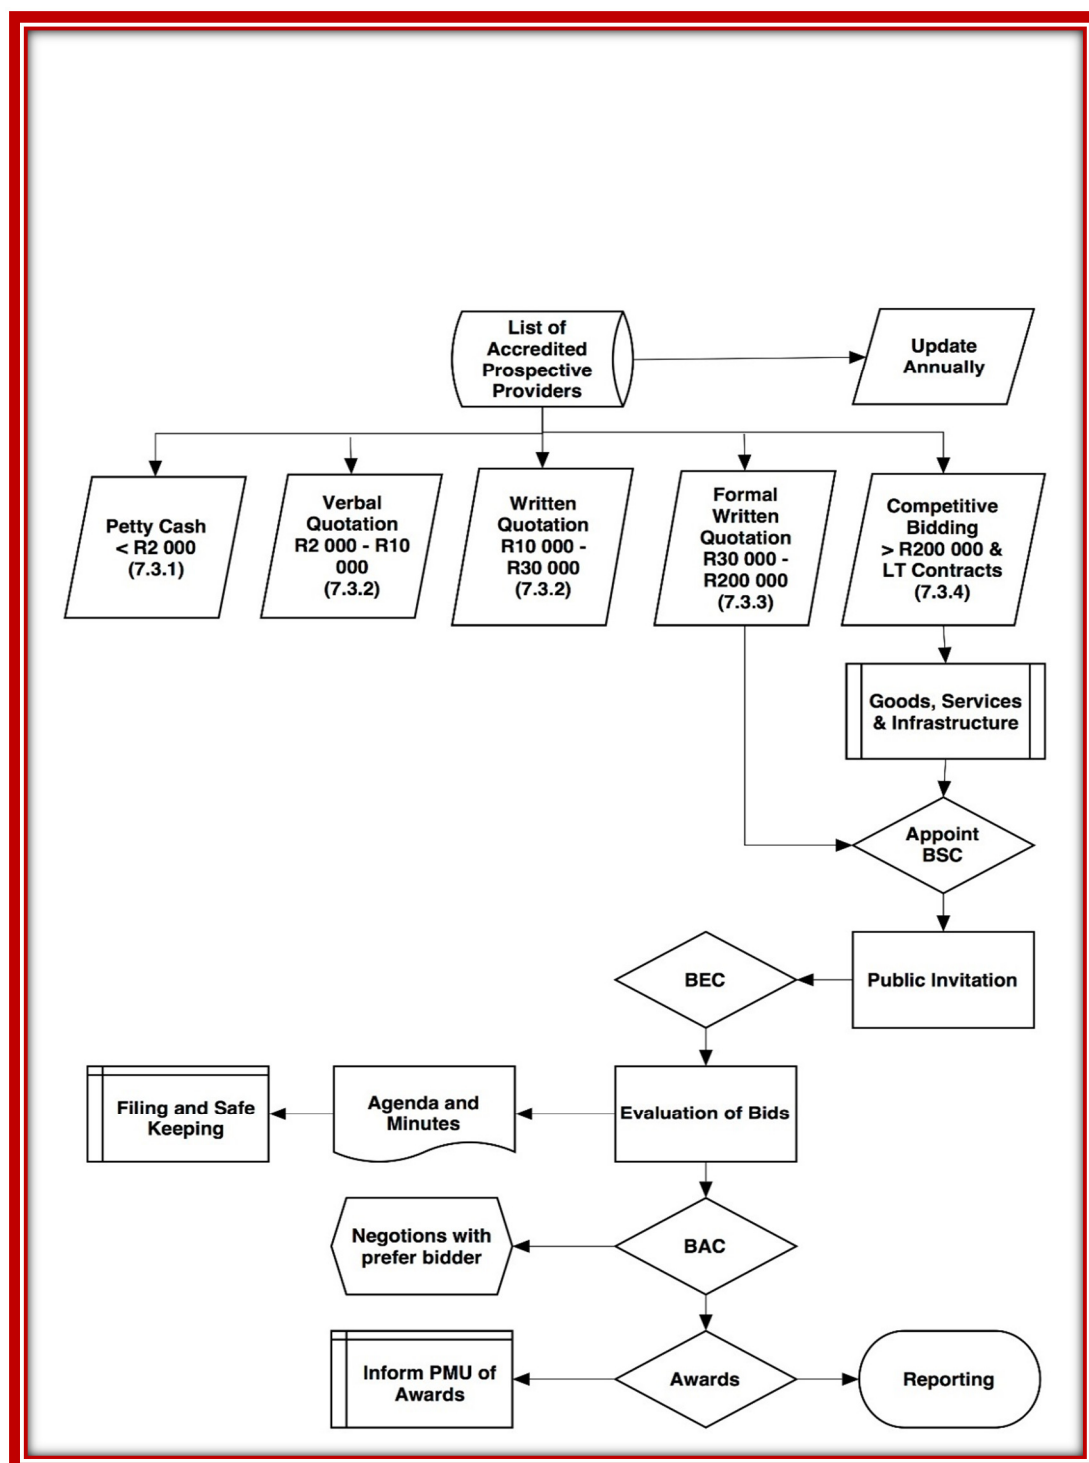 List of
Accredited
Prospective
Providers
Update
Annually
Petty Cash
< R2 000
(7.3.1)
Verbal
Quotation
R2 000 - R10
000
(7.3.2)
Written
Quotation
R10 000 -
R30 000
(7.3.2)
Formal
Written
Quotation
R30 000 -
R200 000
(7.3.3)
Competitive
Bidding
> R200 000 &
LT Contracts
(7.3.4)
Goods, Services
& Infrastructure
Appoint
BSC
Public Invitation
BEC
Evaluation of Bids
Agenda and
Minutes
Filing and Safe
Keeping
BAC
Negotions with
prefer bidder
Awards
Inform PMU of
Awards
Reporting